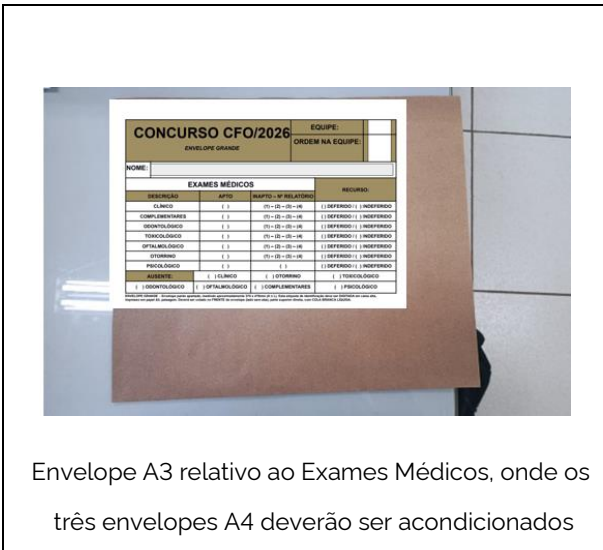 CONCURSO CFO/2026
ENVELOPE GRANDE
EQUIPE:
ORDEM NA EQUIPE:
NOME:
EXAMES MÉDICOS
RECURSO:
DESCRIÇÃO APTO INAPTO – Nº RELATÓRIO
CLÍNICO ( ) (1) – (2) – (3) – (4) ( ) DEFERIDO / ( ) INDEFERIDO
COMPLEMENTARES ( ) (1) – (2) – (3) – (4) ( ) DEFERIDO / ( ) INDEFERIDO
ODONTOLÓGICO ( ) (1) – (2) – (3) – (4) ( ) DEFERIDO / ( ) INDEFERIDO
TOXICOLÓGICO ( ) (1) – (2) – (3) – (4) ( ) DEFERIDO / ( ) INDEFERIDO
OFTALMOLÓGICO ( ) (1) – (2) – (3) – (4) ( ) DEFERIDO / ( ) INDEFERIDO
OTORRINO ( ) (1) – (2) – (3) – (4) ( ) DEFERIDO / ( ) INDEFERIDO
PSICOLÓGICO ( ) ( ) ( ) DEFERIDO / ( ) INDEFERIDO
AUSENTE: ( ) CLÍNICO ( ) OTORRINO ( ) TOXICOLÓGICO
( ) ODONTOLÓGICO ( ) OFTALMOLÓGICO ( ) COMPLEMENTARES ( ) PSICOLÓGICO
Envelope A3 relativo ao Exames Médicos, onde os
três envelopes A4 deverão ser acondicionados